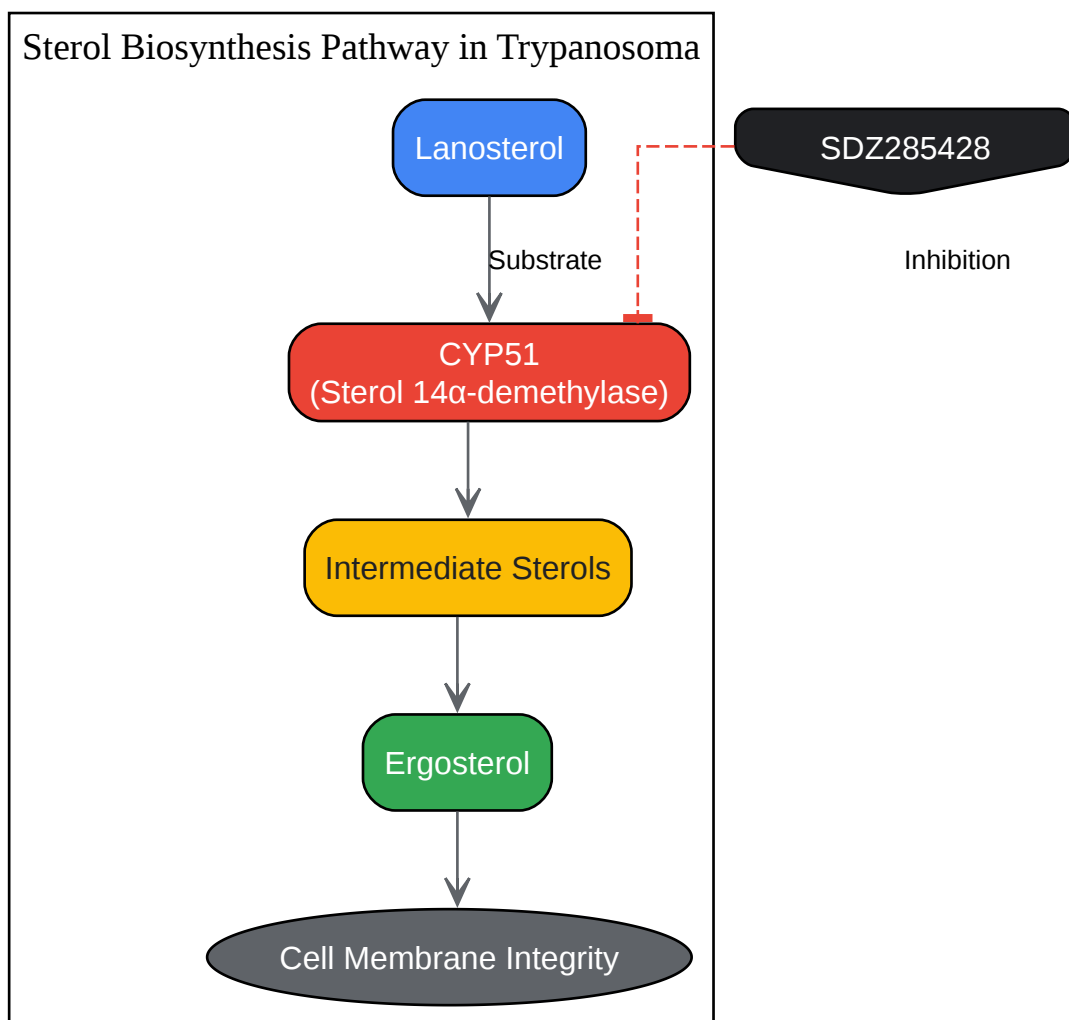 Sterol Biosynthesis Pathway in Trypanosoma
Lanosterol
SDZ285428
Substrate
Inhibition
CYP51
(Sterol 14α-demethylase)
Intermediate Sterols
Ergosterol
Cell Membrane Integrity